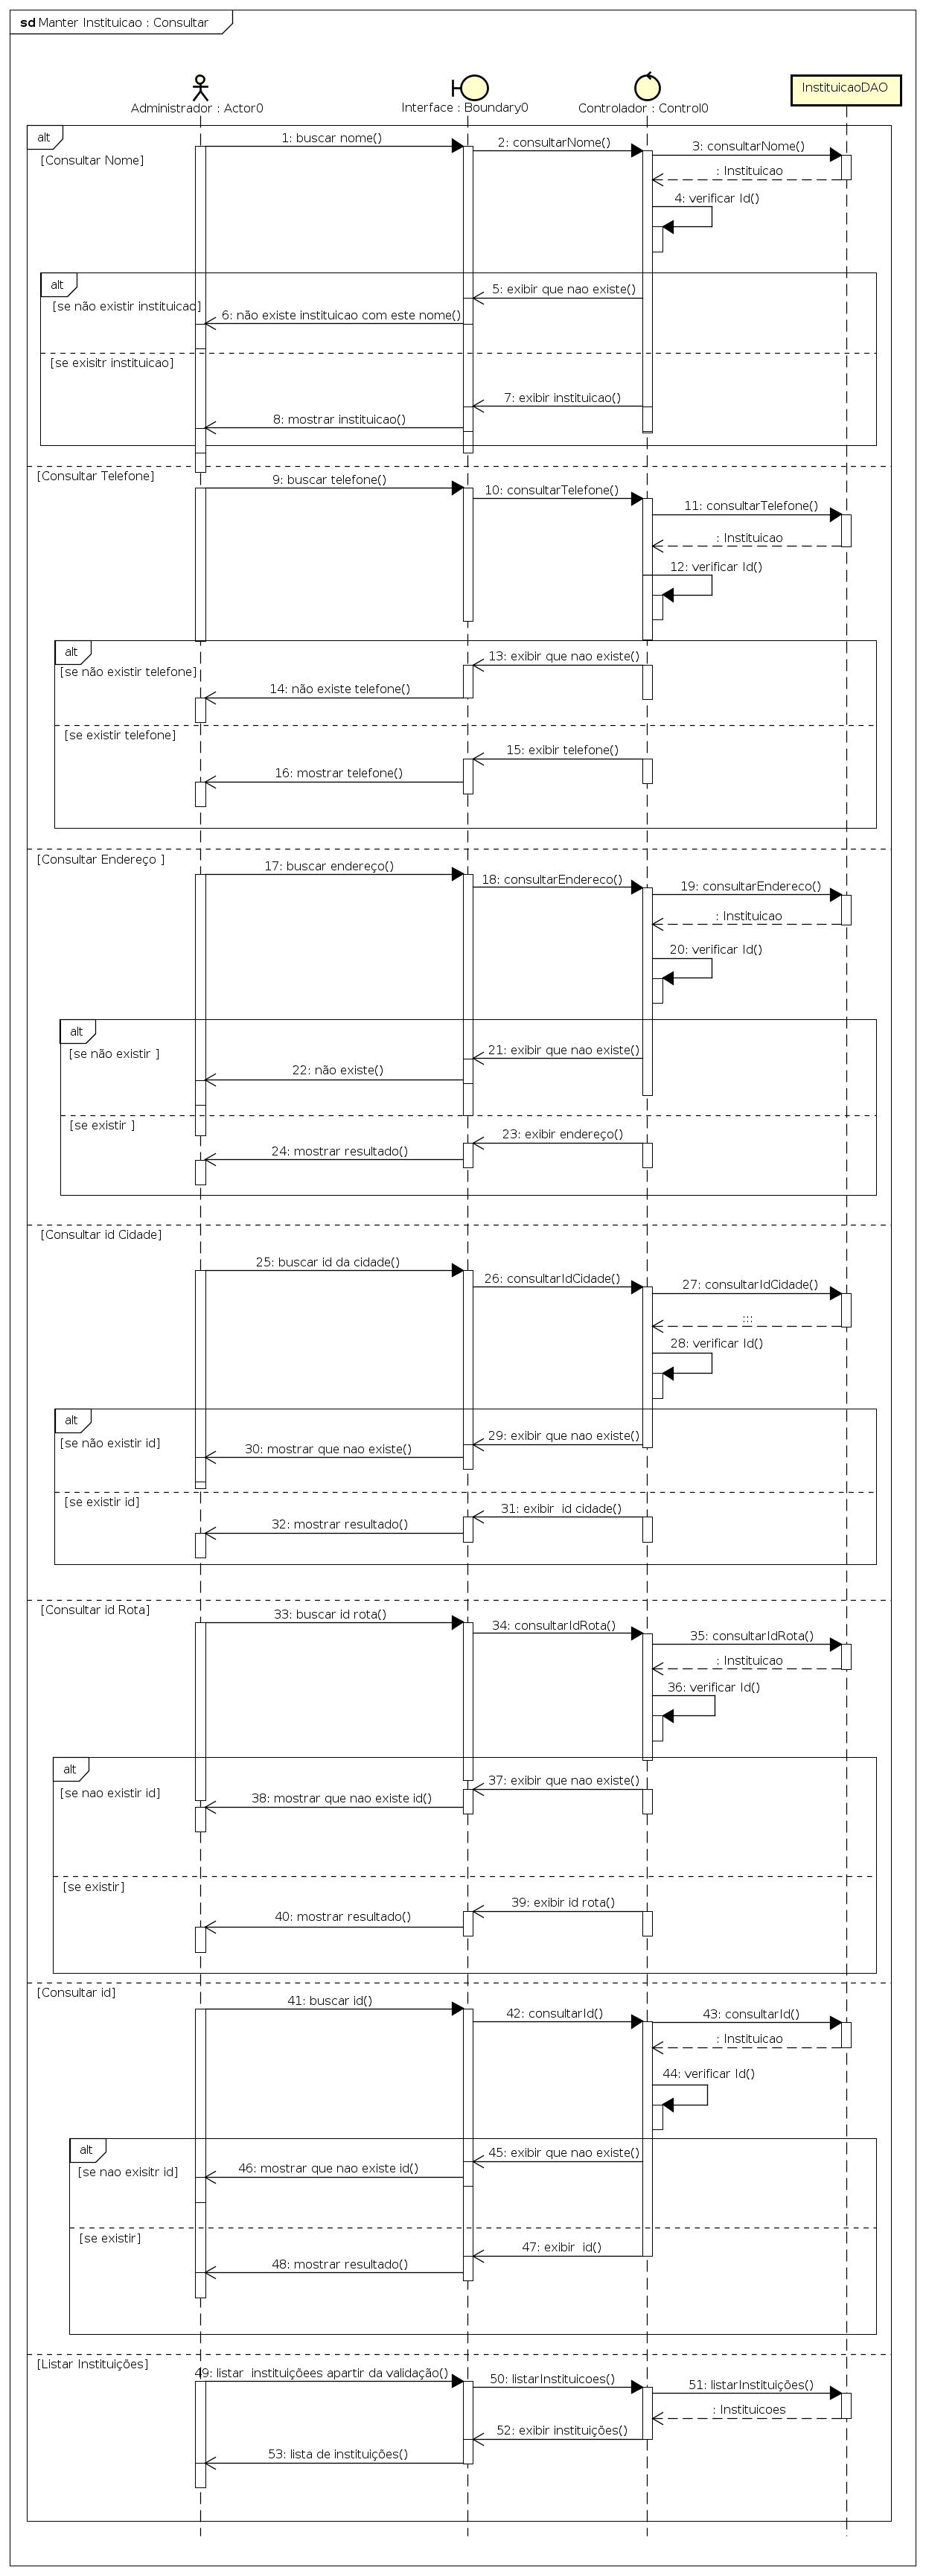 sd Manter Instituicao : Consultar
Administrador : Actor0
Interface : Boundary0
Controlador : Control0
InstituicaoDAO
alt
[Consultar Nome]
1: buscar nome()
2: consultarNome()
3: consultarNome()
: Instituicao
4: verificar Id()
alt
[se não existir instituicao]
5: exibir que nao existe()
6: não existe instituicao com este nome()
[se exisitr instituicao]
7: exibir instituicao()
8: mostrar instituicao()
[Consultar Telefone]
9: buscar telefone()
10: consultarTelefone()
11: consultarTelefone()
: Instituicao
12: verificar Id()
alt
[se não existir telefone]
13: exibir que nao existe()
14: não existe telefone()
[se existir telefone]
15: exibir telefone()
16: mostrar telefone()
[Consultar Endereço ]
17: buscar endereço()
18: consultarEndereco()
19: consultarEndereco()
: Instituicao
20: verificar Id()
alt
[se não existir ]
21: exibir que nao existe()
22: não existe()
[se existir ]
23: exibir endereço()
24: mostrar resultado()
[Consultar id Cidade]
25: buscar id da cidade()
26: consultarIdCidade()
27: consultarIdCidade()
:::
28: verificar Id()
alt
[se não existir id]
29: exibir que nao existe()
30: mostrar que nao existe()
[se existir id]
31: exibir  id cidade()
32: mostrar resultado()
[Consultar id Rota]
33: buscar id rota()
34: consultarIdRota()
35: consultarIdRota()
: Instituicao
36: verificar Id()
alt
[se nao existir id]
37: exibir que nao existe()
38: mostrar que nao existe id()
[se existir]
39: exibir id rota()
40: mostrar resultado()
[Consultar id]
41: buscar id()
42: consultarId()
43: consultarId()
: Instituicao
44: verificar Id()
alt
[se nao exisitr id]
45: exibir que nao existe()
46: mostrar que nao existe id()
[se existir]
47: exibir  id()
48: mostrar resultado()
[Listar Instituições]
49: listar  instituiçõees apartir da validação()
50: listarInstituicoes()
51: listarInstituições()
: Instituicoes
52: exibir instituições()
53: lista de instituições()